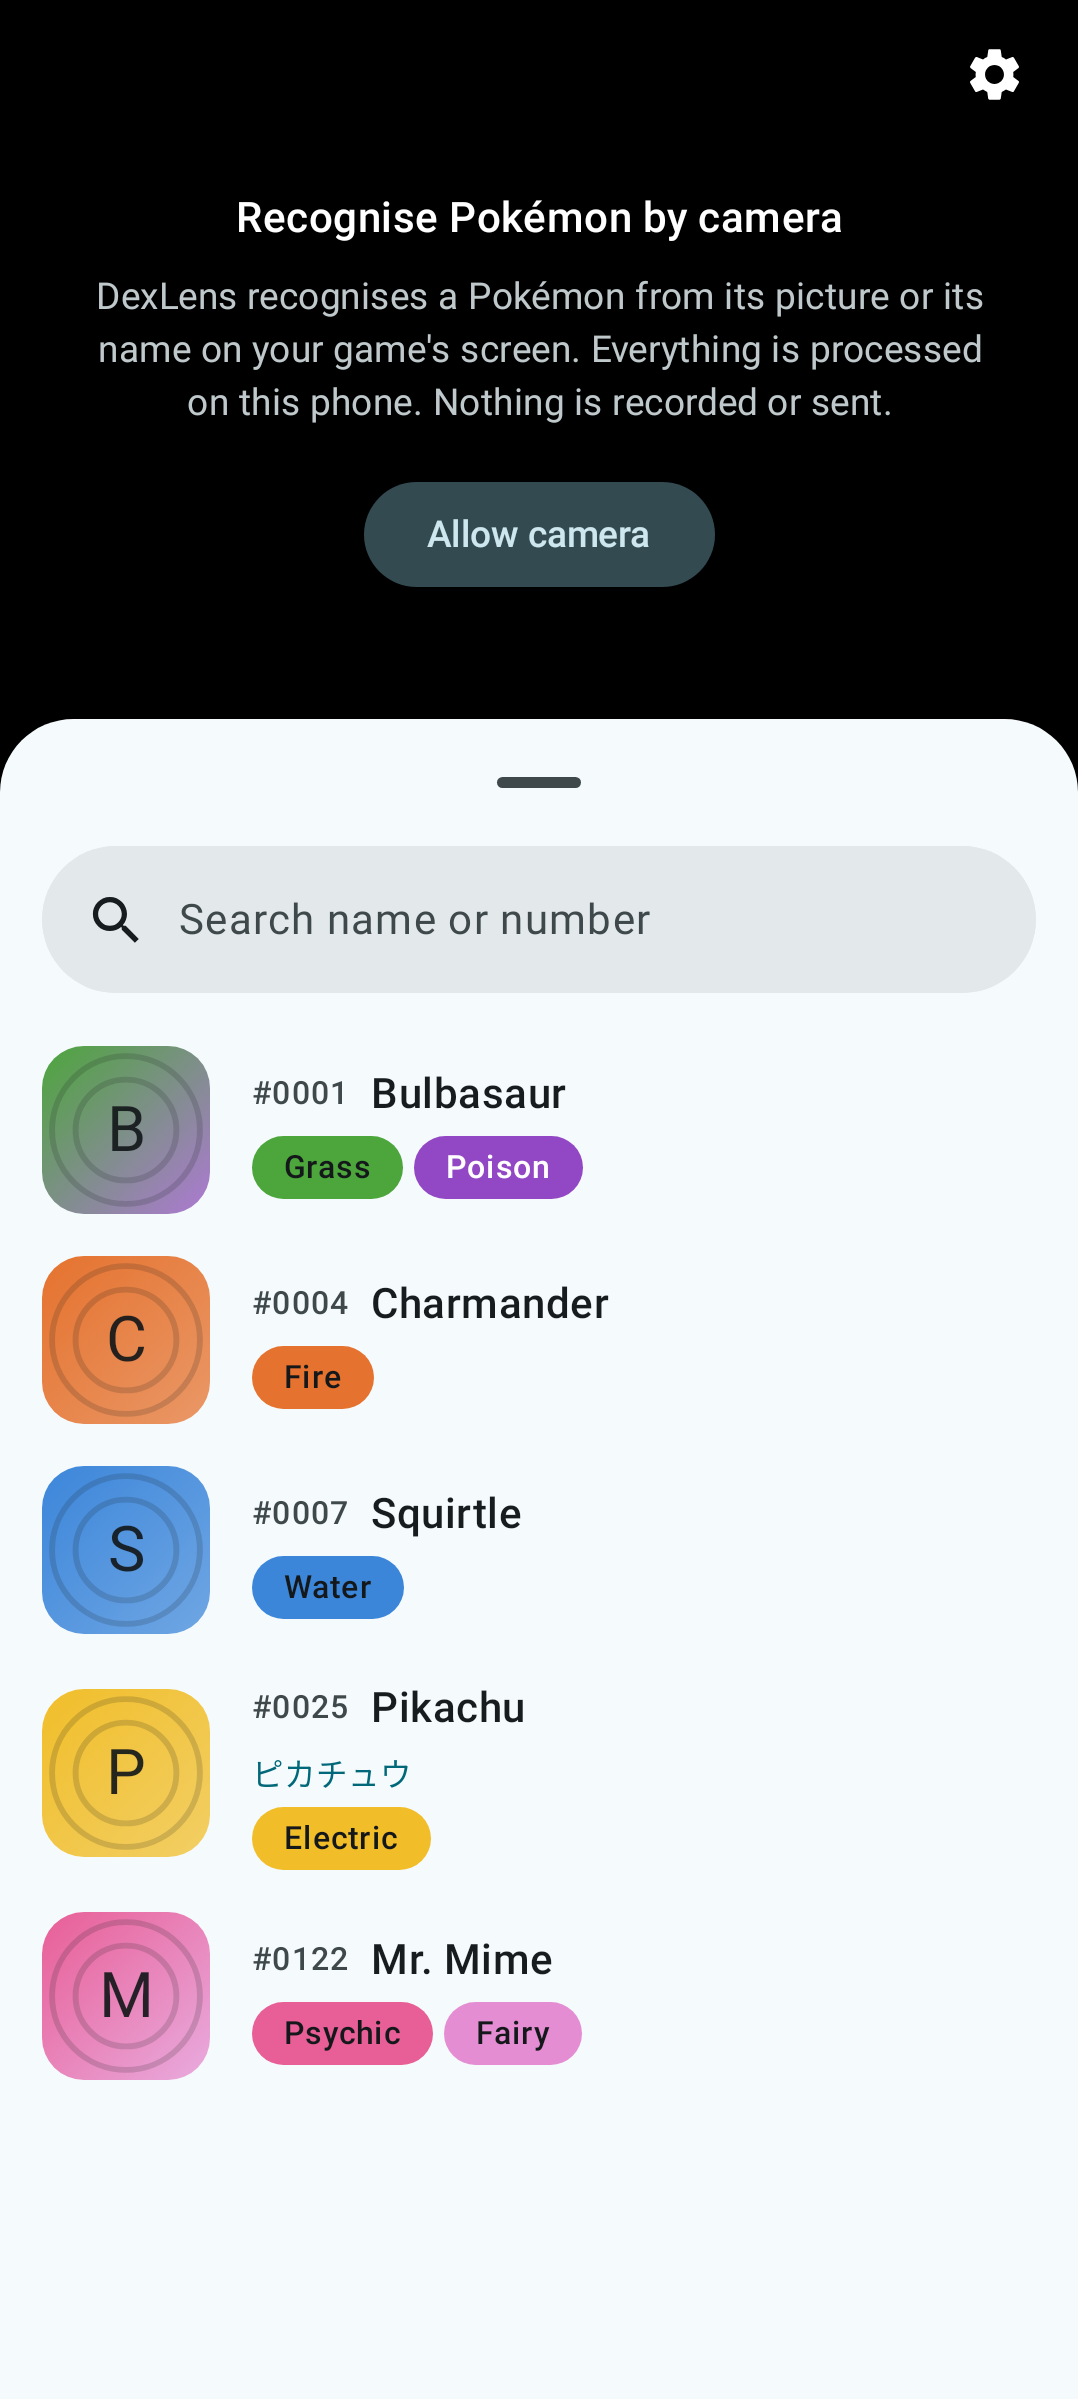 Recognise Pokémon by camera
DexLens recognises a Pokémon from its picture or its
name on your game's screen. Everything is processed
on this phone. Nothing is recorded or sent.
Allow camera
Search name or number
B
#0001 Bulbasaur
Grass Poison
C
#0004 Charmander
Fire
S
#0007 Squirtle
Water
P
#0025 Pikachu
ピカチュウ
Electric
M
#0122 Mr. Mime
Psychic Fairy